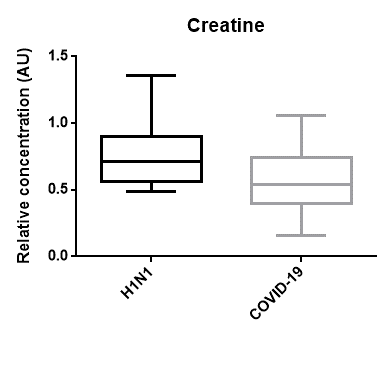 Creatine
Relative concentration (AU)
1.5
1.0
0.5
0.0
H1N1
COVID-19